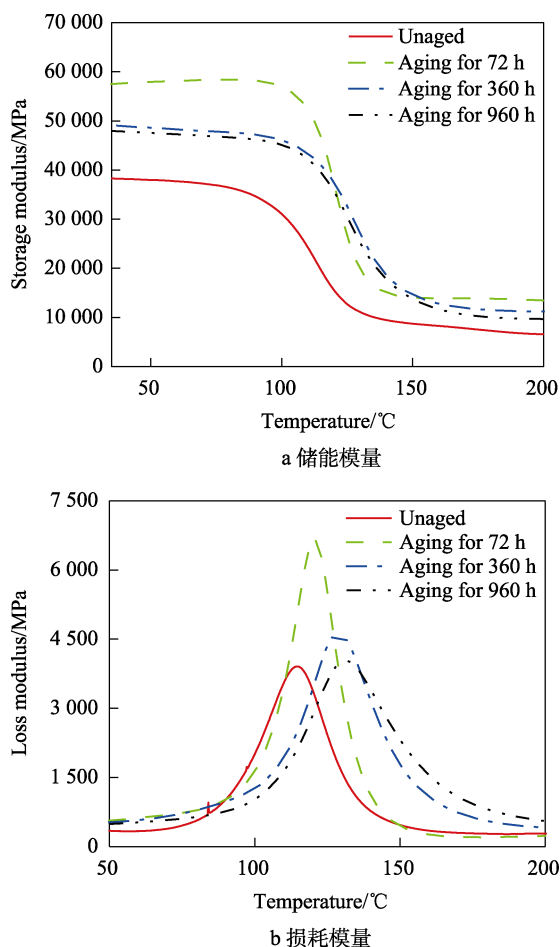 70 000
60 000
50 000
40 000
30 000
20 000
10 000
0
Storage modulus/MPa
Unaged
Aging for 72 h
Aging for 360 h
Aging for 960 h
50 100 150 200
Temperature/℃
a 储能模量
7 500
6 000
4 500
3 000
1 500
0
Loss modulus/MPa
Unaged
Aging for 72 h
Aging for 360 h
Aging for 960 h
50 100 150 200
Temperature/℃
b 损耗模量